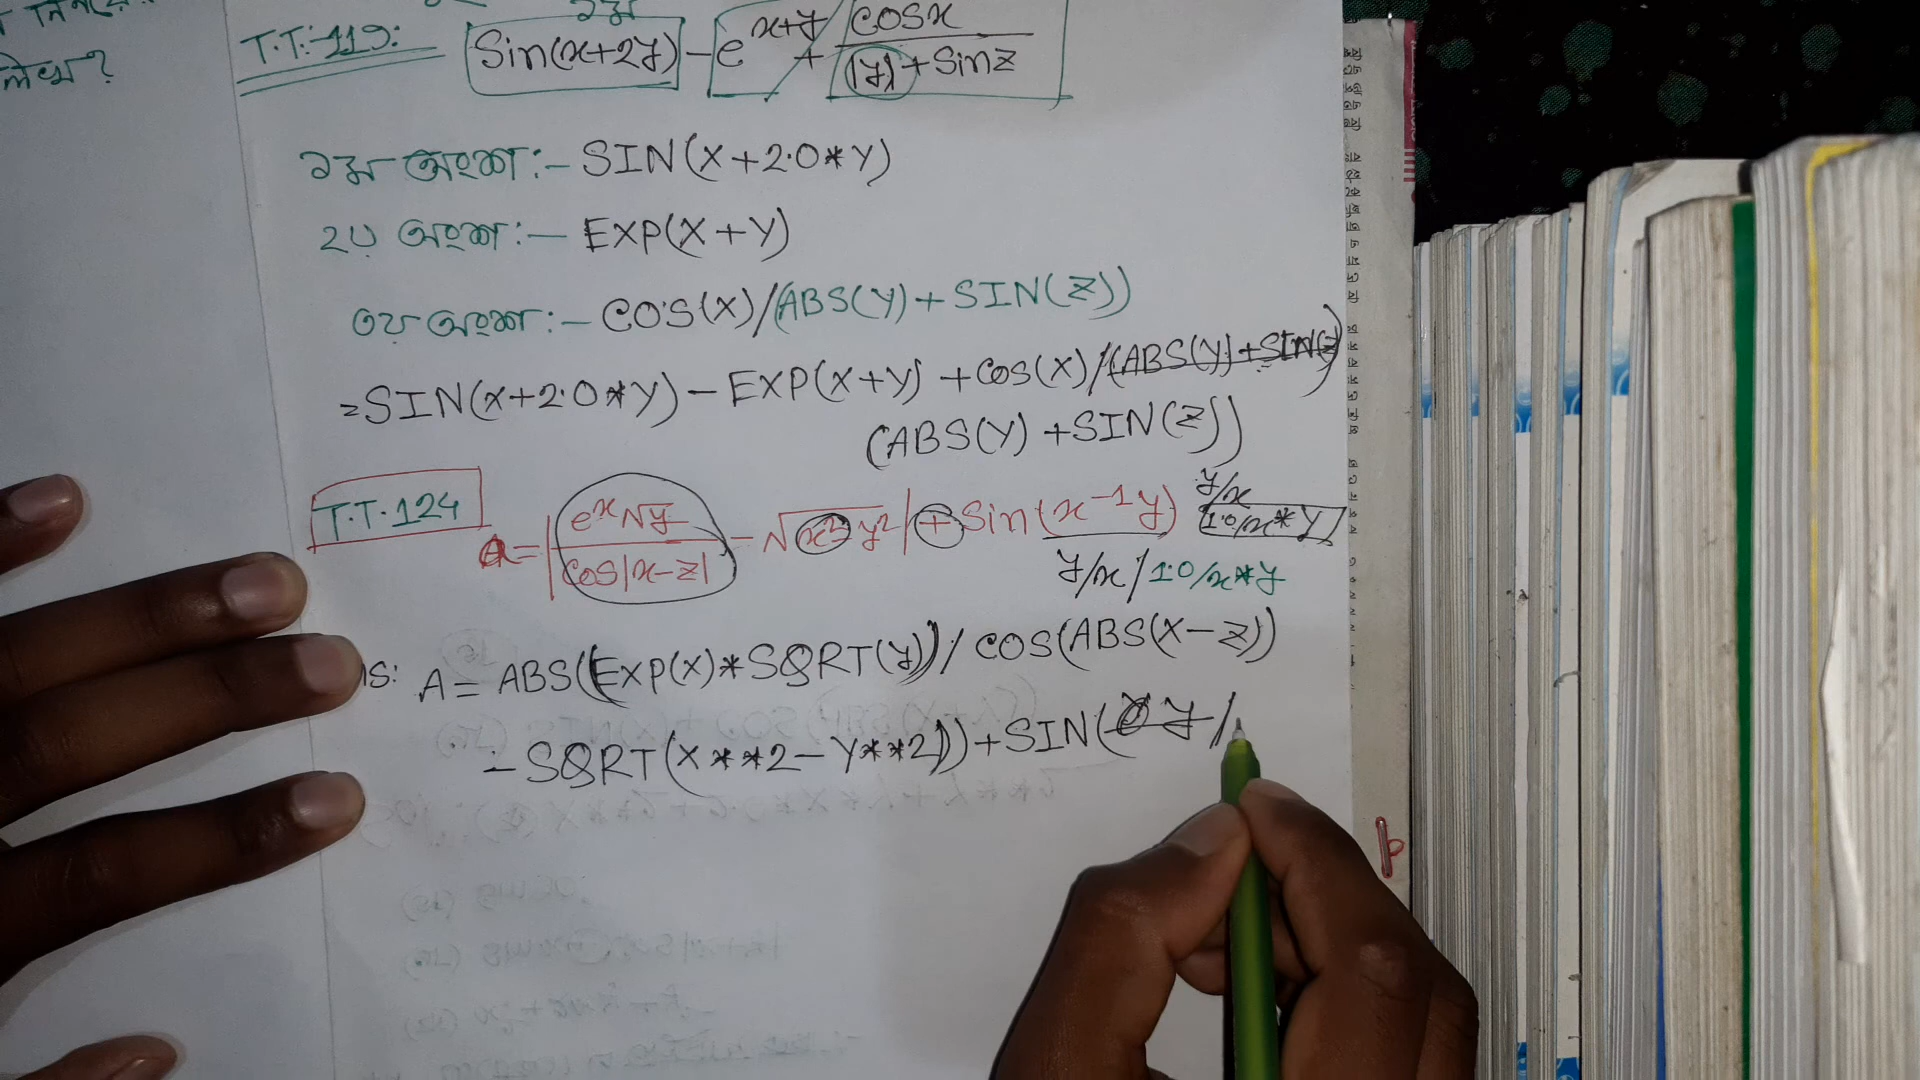 লেখ?
T.T.-119: Sin(x+2y) - e^x+y + cosx / |y| + Sinz
১ম অংশ :- SIN(X+2.0*Y)
২য় অংশ :- EXP(X+Y)
৩য় অংশ :- COS(X)/(ABS(Y)+SIN(Z))
=SIN(X+2.0*Y)-EXP(X+Y)+COS(X)/(ABS(Y)+SIN(Z)
(ABS(Y)+SIN(Z))
T.T.124
a=|e^x√y / cos|x-z| - √x²-y²| + Sin(x^-1y) y/x
1.0/x*y
y/x/1.0/x*y
A= ABS((EXP(X)*SQRT(y))/COS(ABS(X-Z))
- SQRT(X**2-Y**2))+SIN(y/